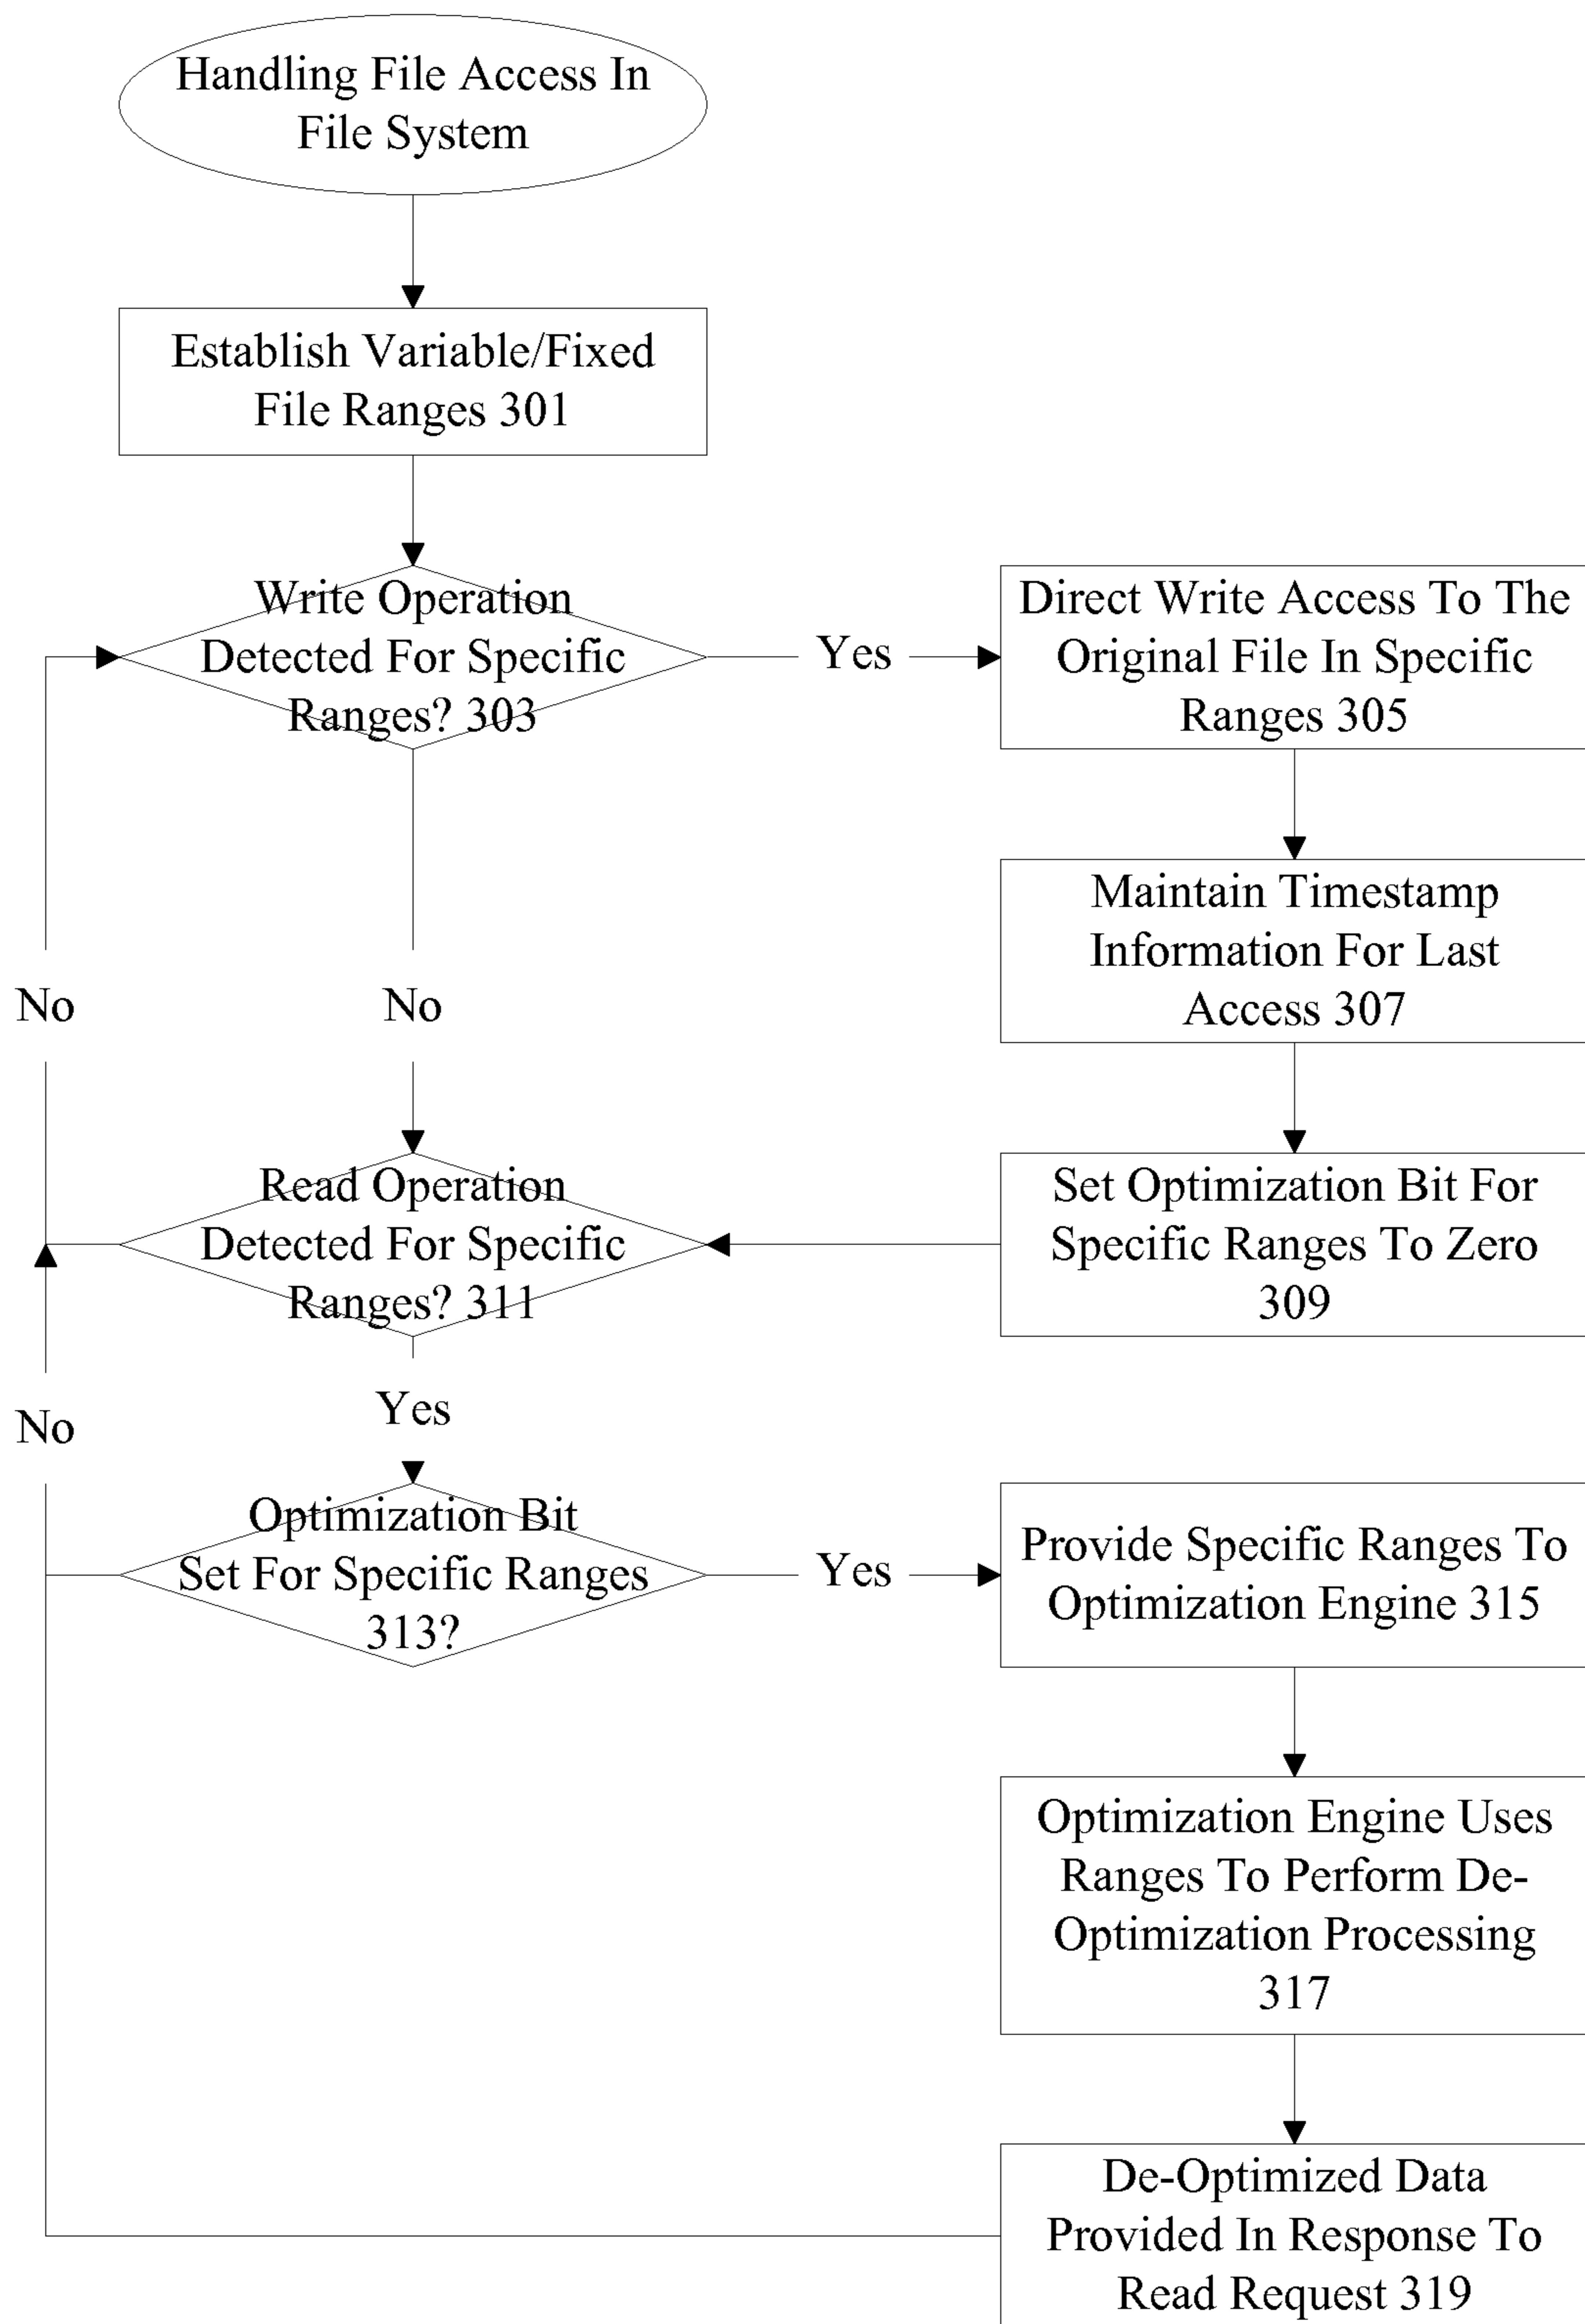 Handling File Access In
File System
Establish Variable/Fixed
File Ranges 301
Write Operation
Detected For Specific
Ranges? 303
Yes
Direct Write Access To The
Original File In Specific
Ranges 305
Maintain Timestamp
Information For Last
Access 307
No
No
Read Operation
Detected For Specific
Ranges? 311
Set Optimization Bit For
Specific Ranges To Zero
309
No
Yes
Optimization Bit
Set For Specific Ranges
313?
Yes
Provide Specific Ranges To
Optimization Engine 315
Optimization Engine Uses
Ranges To Perform De-
Optimization Processing
317
De-Optimized Data
Provided In Response To
Read Request 319